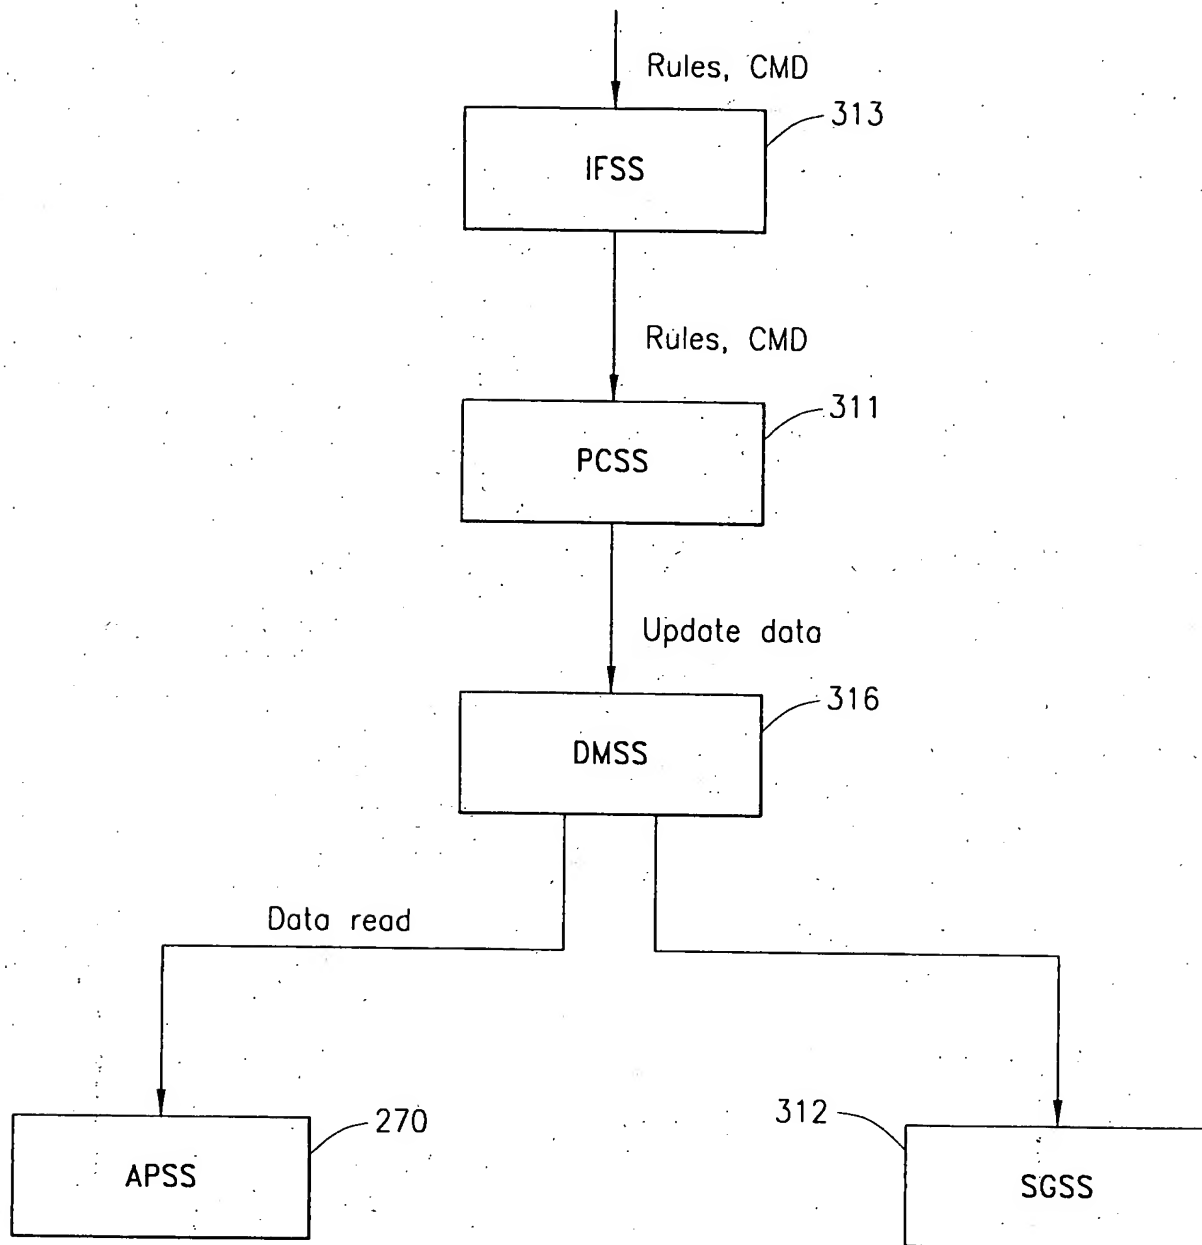 Rules, CMD
313
IFSS
Rules, CMD
311
PCSS
Update data
316
DMSS
Data read
270
312
APSS
SGSS